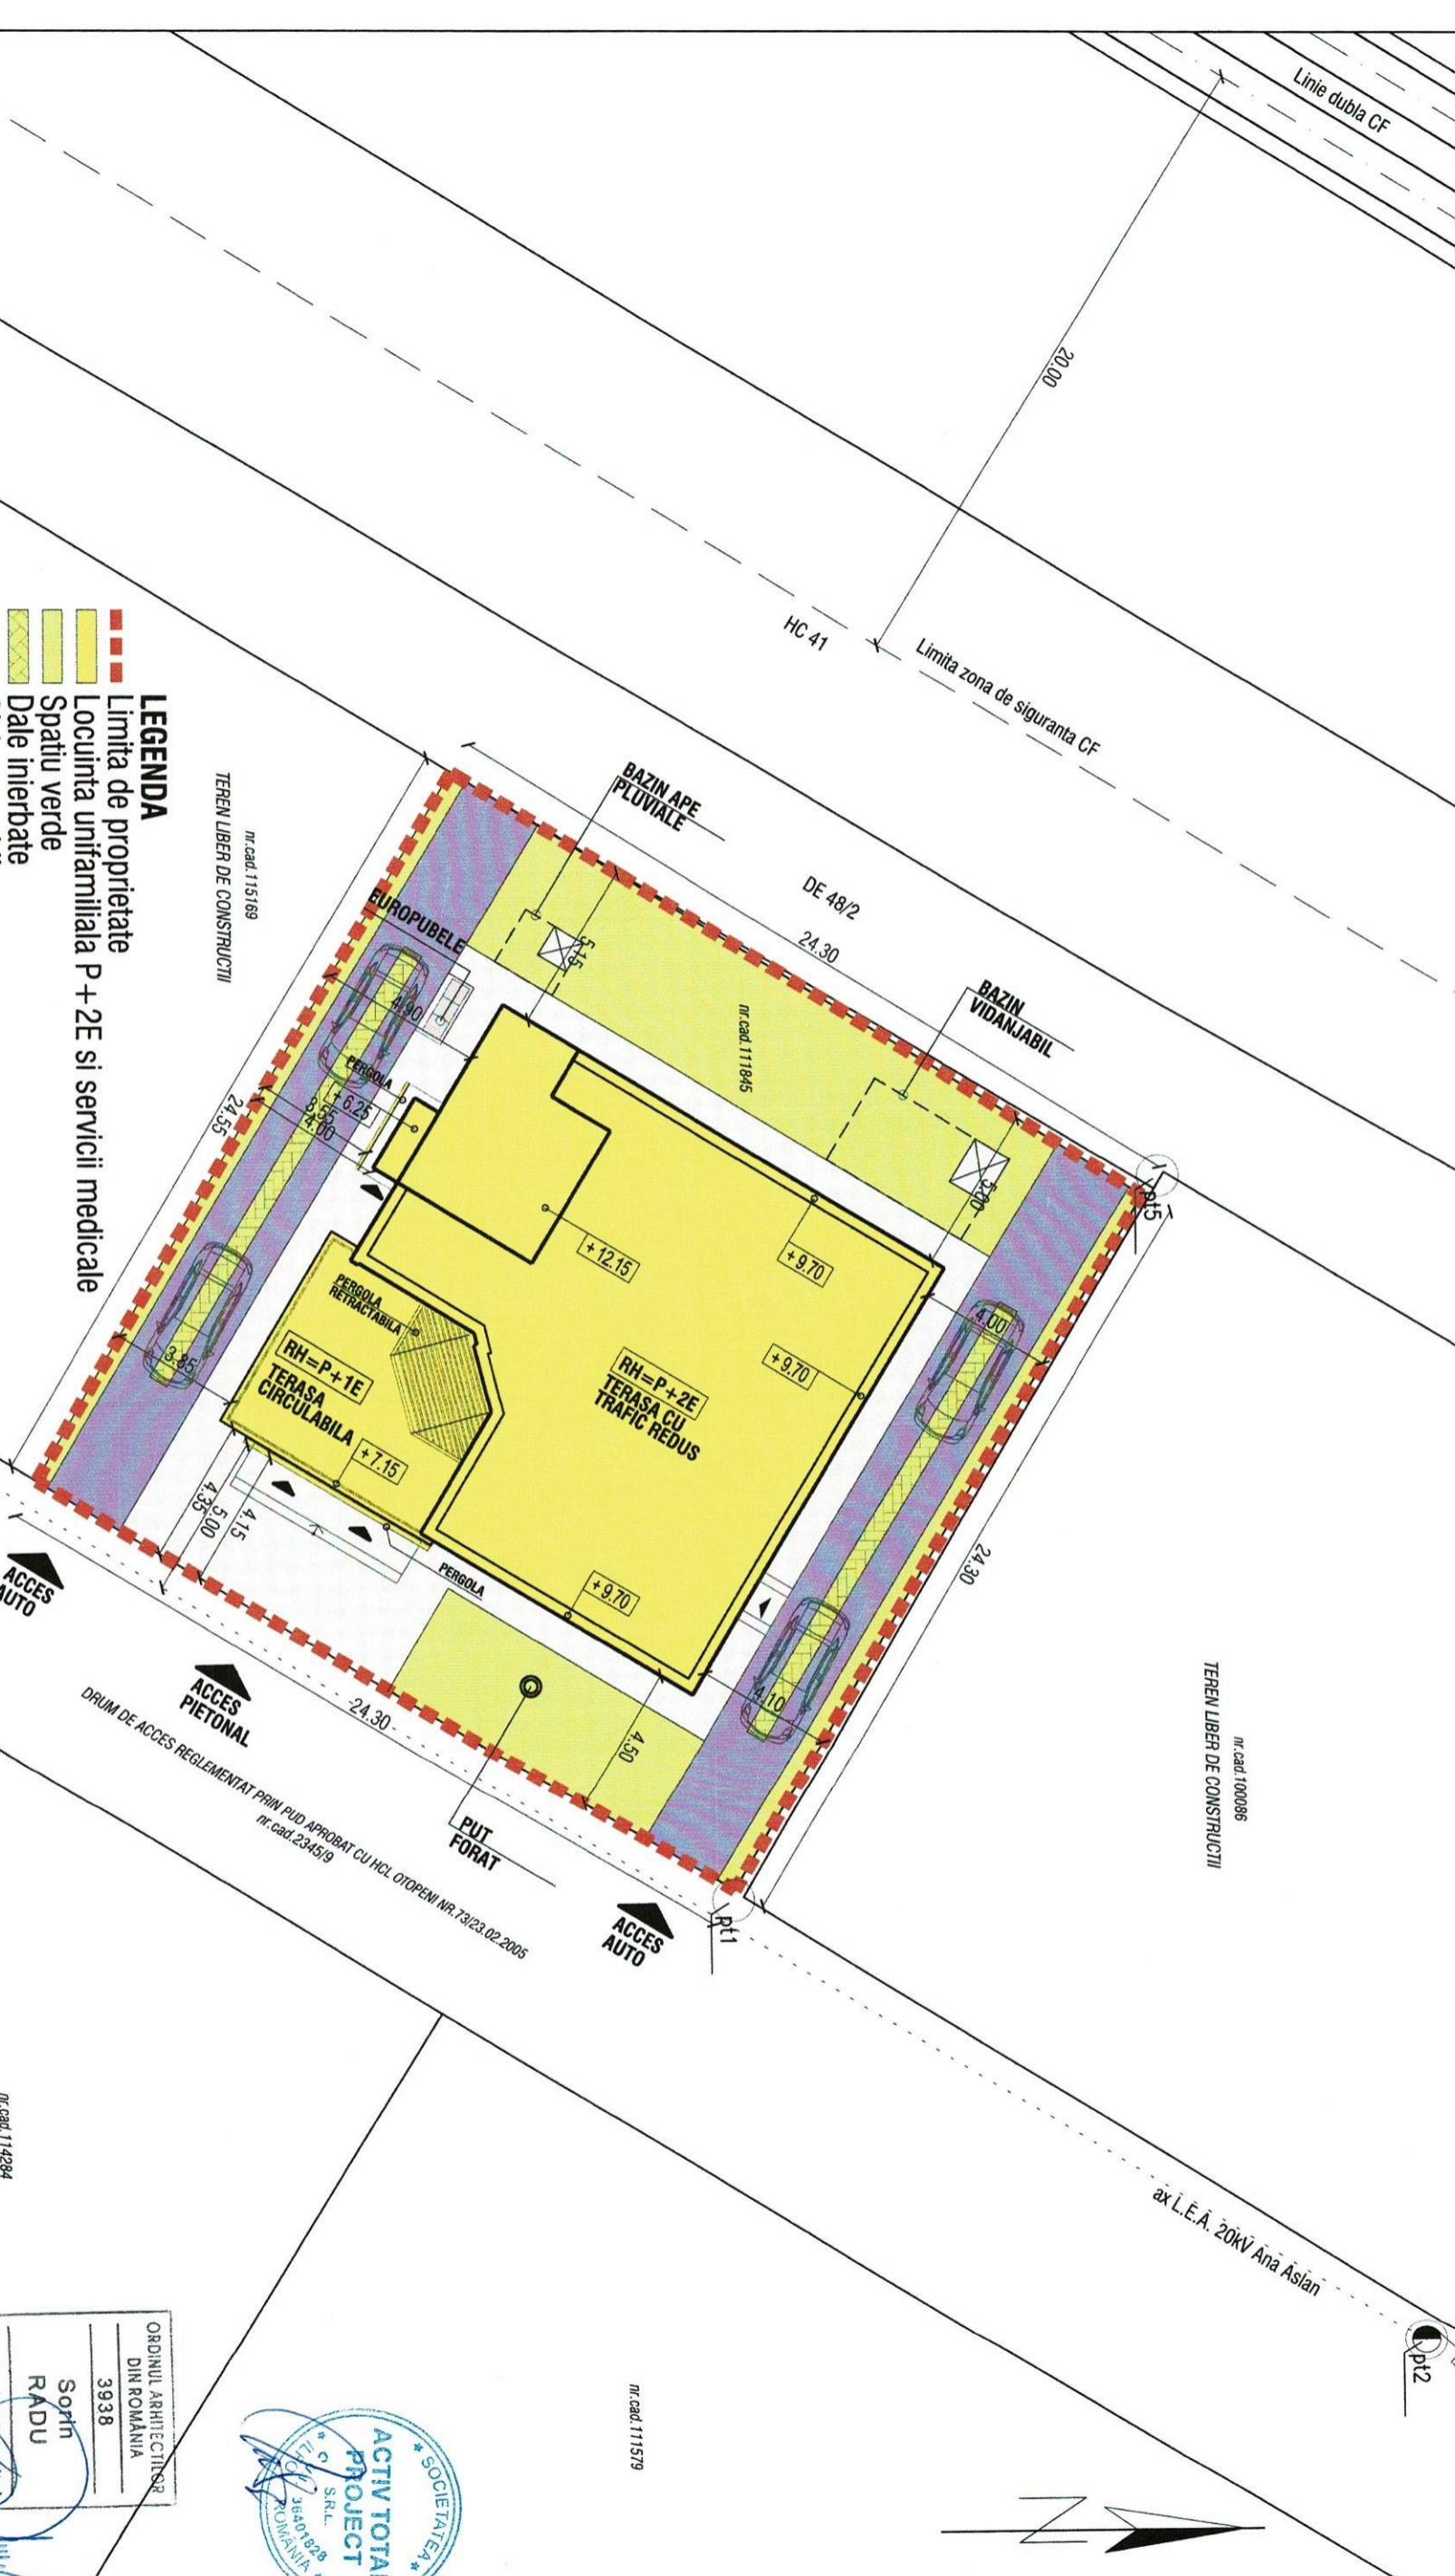 Linie dubla CF
20.00
HC 41
Limita zona de siguranta CF
LEGENDA
Limita de proprietate
Locuinta unifamiliala P+2E si servicii medicale
Spatiu verde
Dale inierbate
nr.cad.115169
TEREN LIBER DE CONSTRUCTII
BAZIN APE
PLUVIALE
DE 48/2
24.30
BAZIN
VIDANJABIL
nr.cad.111845
EUROPUBELE
5.15
4.90
PERGOLA
+6.25
3.55
4.00
24.55
5.00
pt5
+12.15
+9.70
4.00
+9.70
PERGOLA
RETRACTABILA
RH=P+1E
TERASA
CIRCULABILA
RH=P+2E
TERASA CU
TRAFIC REDUS
3.85
+7.15
4.15
5.00
4.35
PERGOLA
+9.70
4.10
24.30
4.50
nr.cad.100086
TEREN LIBER DE CONSTRUCTII
ACCES
AUTO
ACCES
PIETONAL
24.30
PUT
FORAT
DRUM DE ACCES REGLEMENTAT PRIN PUD APROBAT CU HCL OTOPENI NR.73/23.02.2005
nr.cad.2345/9
ACCES
AUTO
pt1
ax L.E.A. 20kV Ana Aslan
pt2
nr.cad.114284
nr.cad.111579
ORDINUL ARHITECTILOR
DIN ROMÂNIA
3938
Sorin
RADU
* SOCIETATEA *
ACTIV TOTAL
PROJECT
S.R.L.
36401828
ROMÂNIA